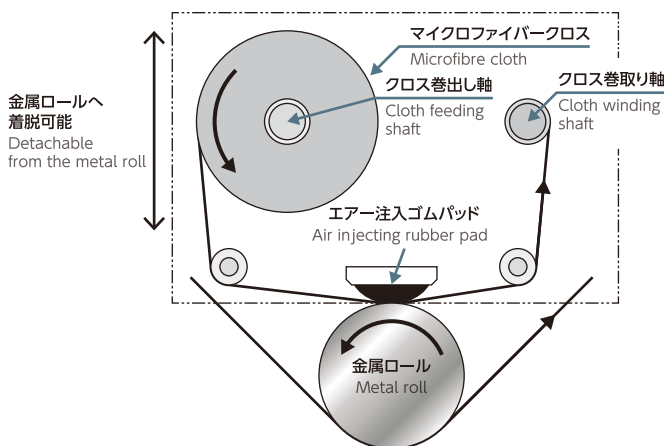 マイクロファイバークロス
Microfibre cloth
クロス巻出し軸
Cloth feeding
shaft
クロス巻取り軸
Cloth winding
shaft
金属ロールへ
着脱可能
Detachable
from the metal roll
エアー注入ゴムパッド
Air injecting rubber pad
金属ロール
Metal roll